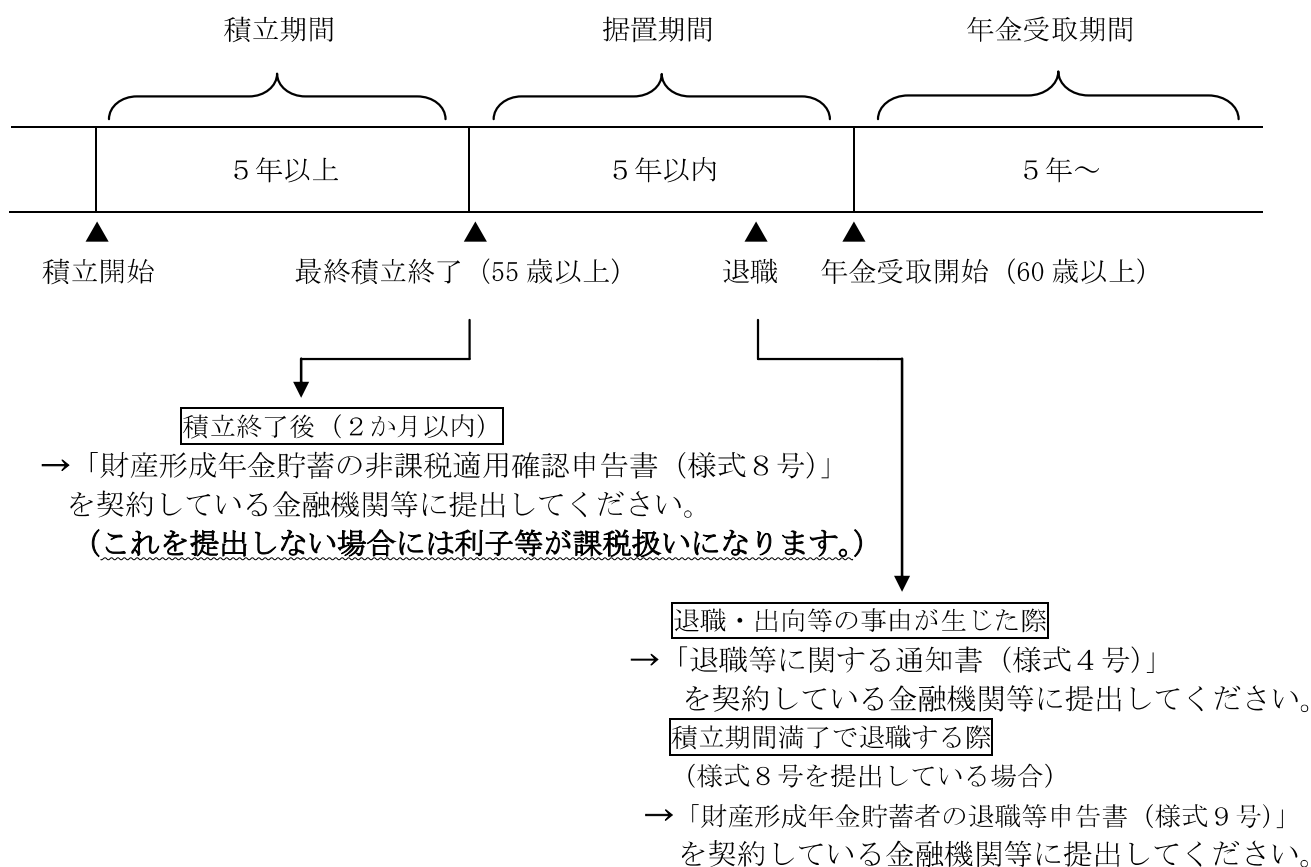 積立期間 据置期間 年金受取期間
５年以上 ５年以内 ５年～
▲ ▲ ▲ ▲
積立開始 最終積立終了（55歳以上） 退職 年金受取開始（60歳以上）
積立終了後（２か月以内）
→「財産形成年金貯蓄の非課税適用確認申告書（様式８号）」
を契約している金融機関等に提出してください。
（これを提出しない場合には利子等が課税扱いになります。）
退職・出向等の事由が生じた際
→「退職等に関する通知書（様式４号）」
を契約している金融機関等に提出してください。
積立期間満了で退職する際
（様式８号を提出している場合）
→「財産形成年金貯蓄者の退職等申告書（様式９号）」
を契約している金融機関等に提出してください。